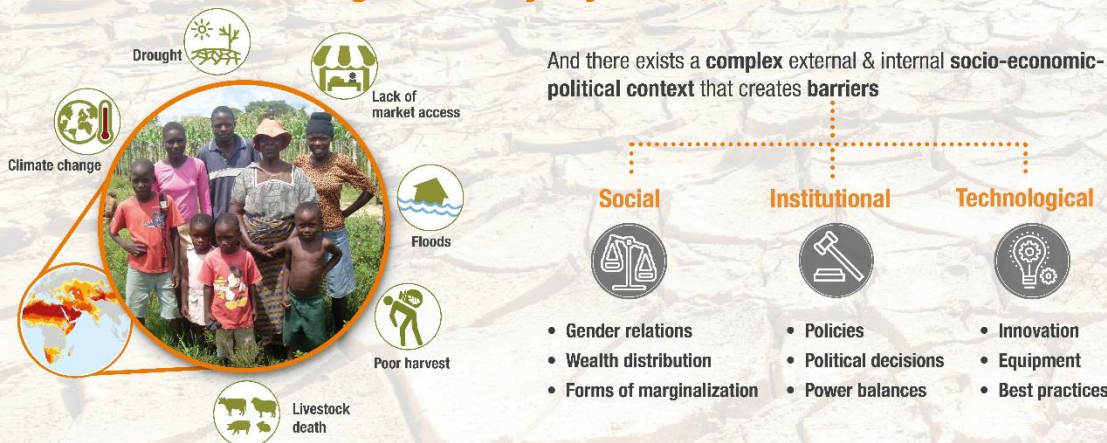 Drought
Lack of
market access
Climate change
Floods
Poor harvest
Livestock
death
And there exists a complex external & internal socio-economic-
political context that creates barriers
Social
Institutional
Technological
• Gender relations
• Wealth distribution
• Forms of marginalization
• Policies
• Political decisions
• Power balances
• Innovation
• Equipment
• Best practices